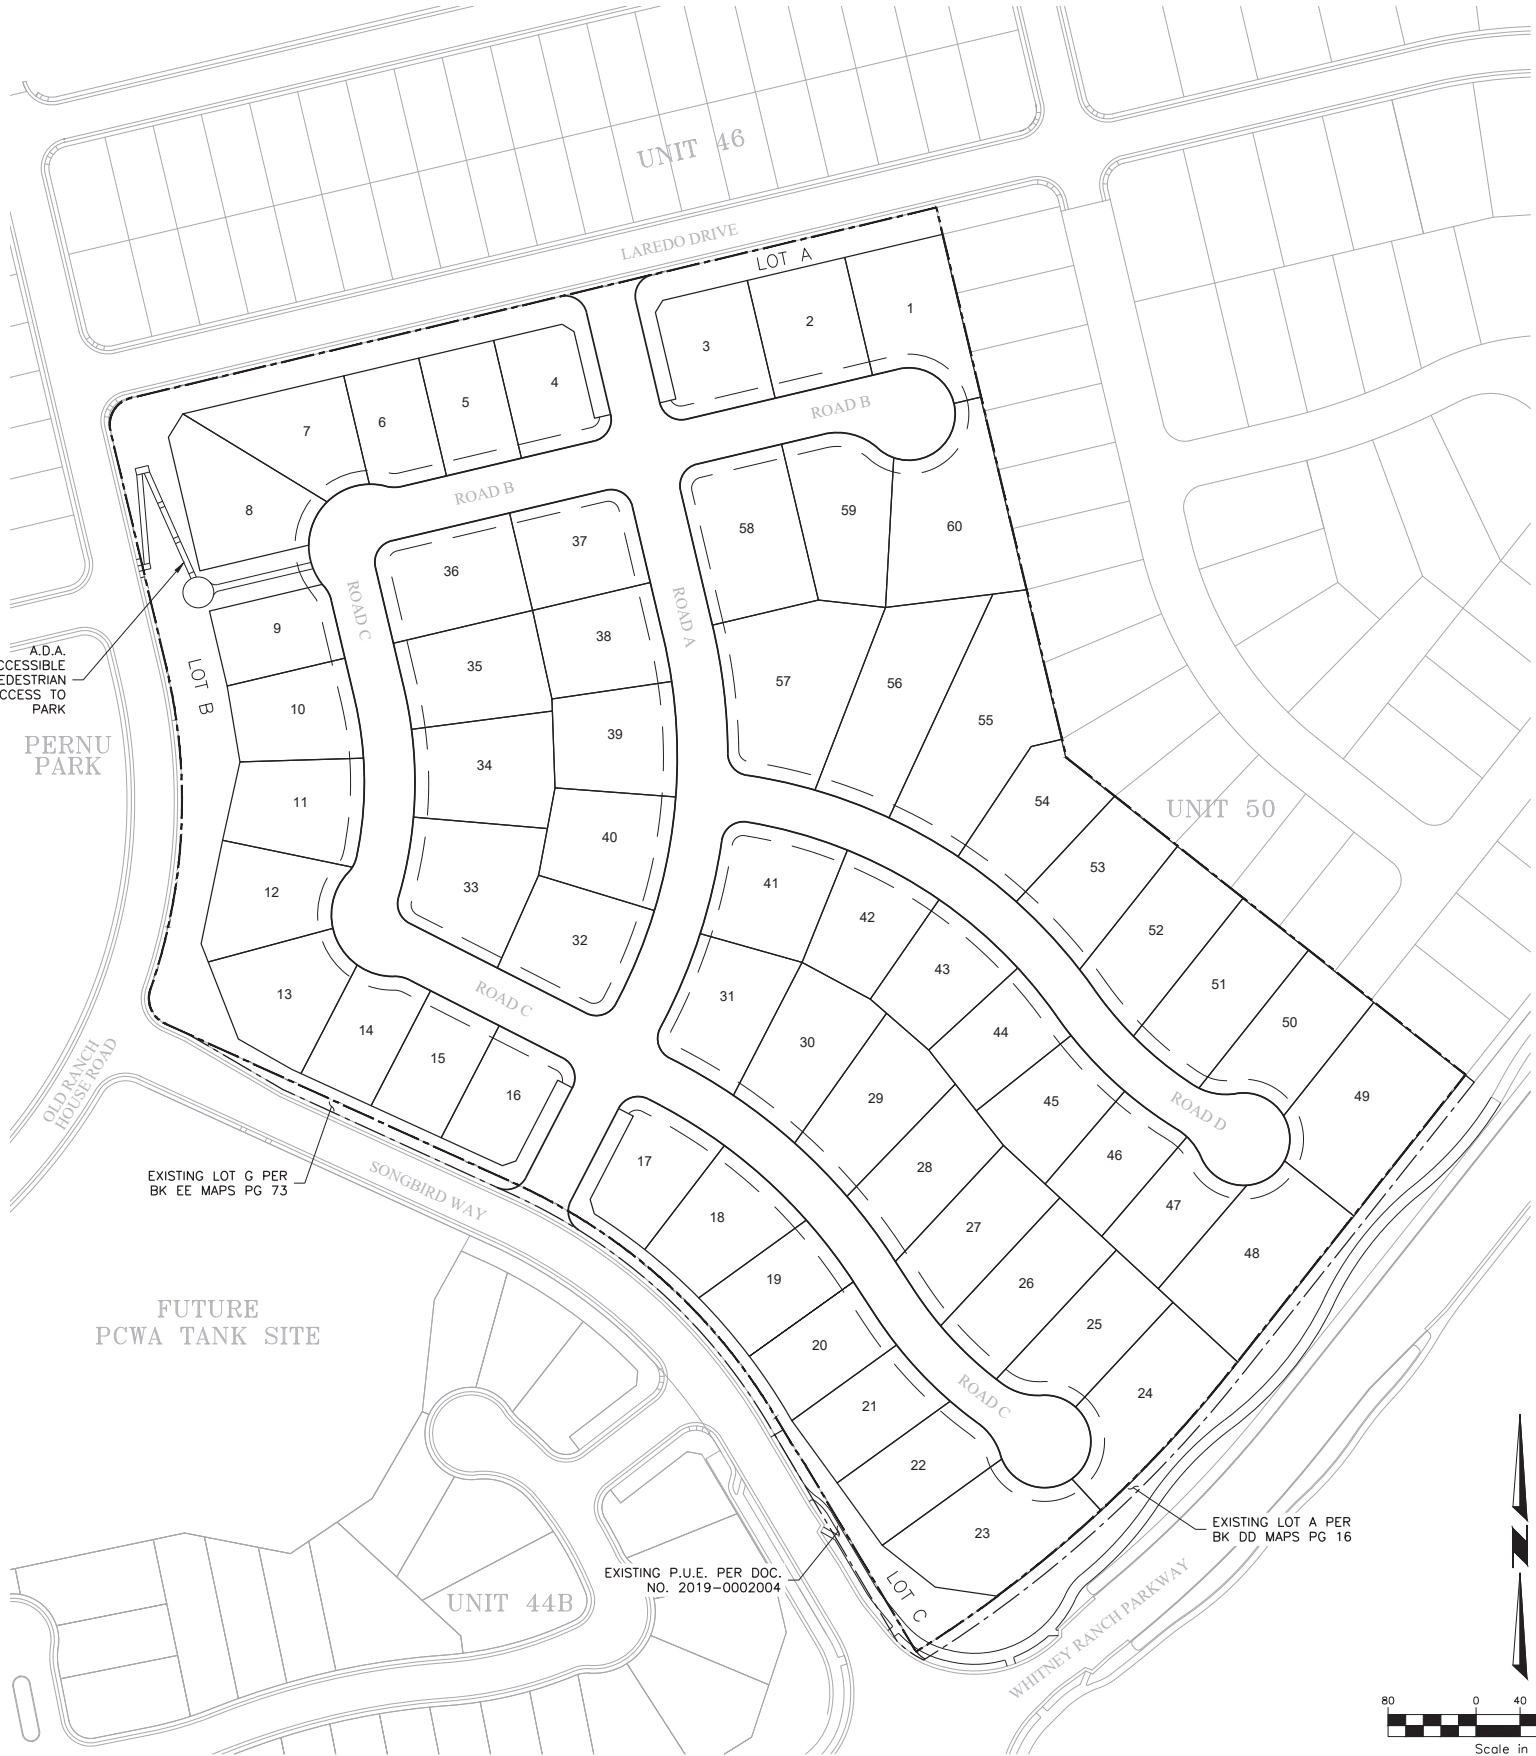 UNIT 46
LAREDO DRIVE
LOT A
1
2
3
4
5
6
7
8
ROAD B
ROAD B
37
36
58
59
60
ROAD C
ROAD A
9
38
35
A.D.A.
CCESSIBLE
EDESTRIAN
CCESS TO
PARK
LOT B
10
57
56
55
39
34
PERNU
PARK
11
54
UNIT 50
40
53
12
33
41
42
52
32
43
51
13
31
ROAD C
14
30
44
50
15
16
29
45
49
OLD RANCH
HOUSE ROAD
ROAD D
46
17
28
47
EXISTING LOT G PER
BK EE MAPS PG 73
SONGBIRD WAY
18
27
48
19
26
FUTURE
PCWA TANK SITE
20
25
21
ROAD C
24
22
23
EXISTING LOT A PER
BK DD MAPS PG 16
EXISTING P.U.E. PER DOC.
NO. 2019-0002004
LOT C
UNIT 44B
WHITNEY RANCH PARKWAY
N
80 0 40
Scale in